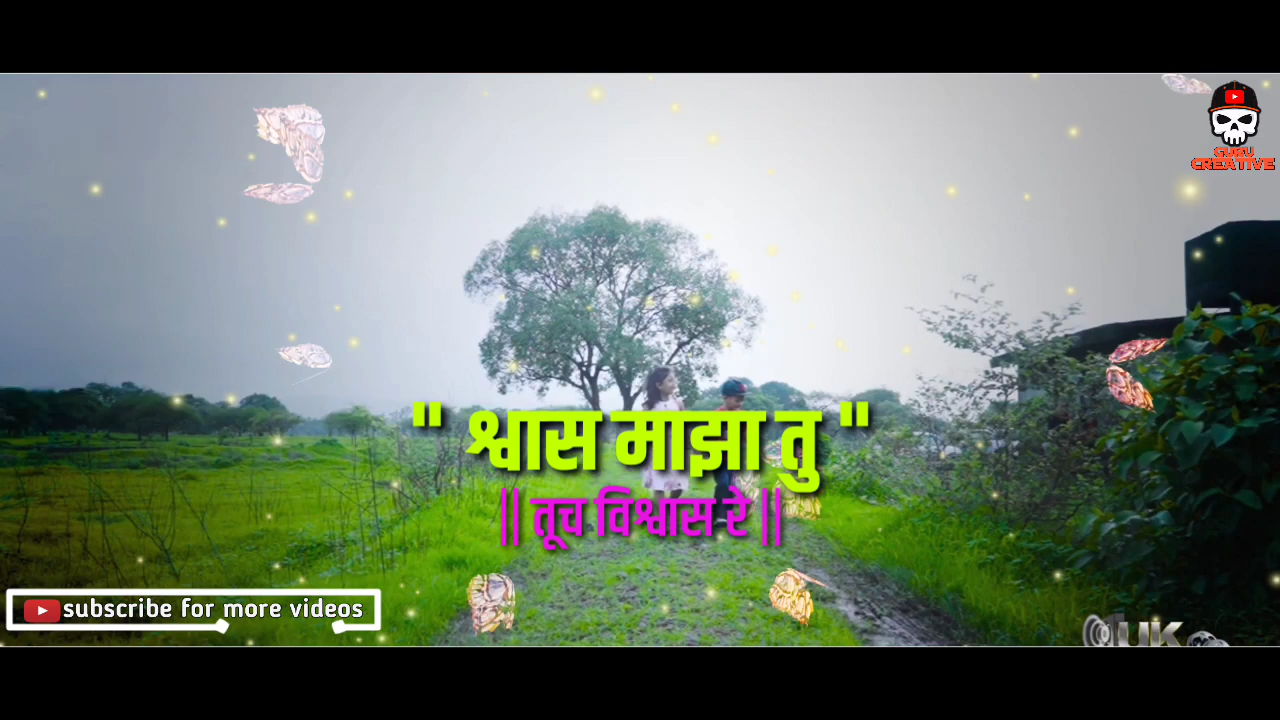 GURU
CREATIVE
" श्वास माझा तु "
|| तूच विश्वास रे ||
subscribe for more videos
UK